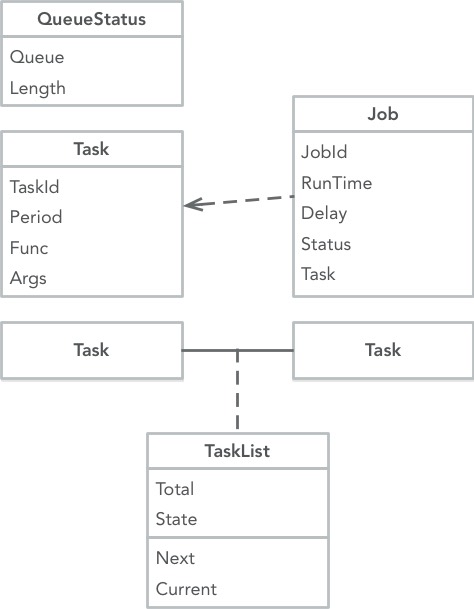 QueueStatus
Queue
Length
Task
TaskId
Period
Func
Args
Job
JobId
RunTime
Delay
Status
Task
Task
Task
TaskList
Total
State
Next
Current